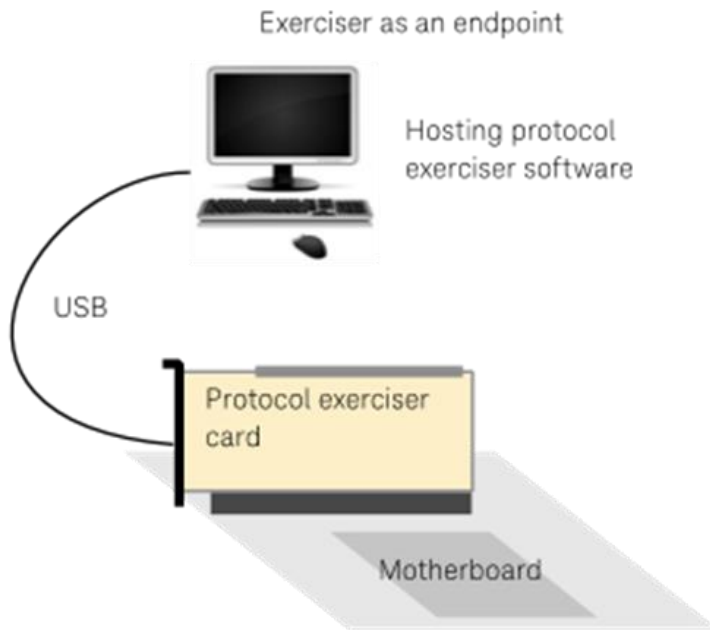 Exerciser as an endpoint
Hosting protocol
exerciser software
USB
Protocol exerciser
card
Motherboard